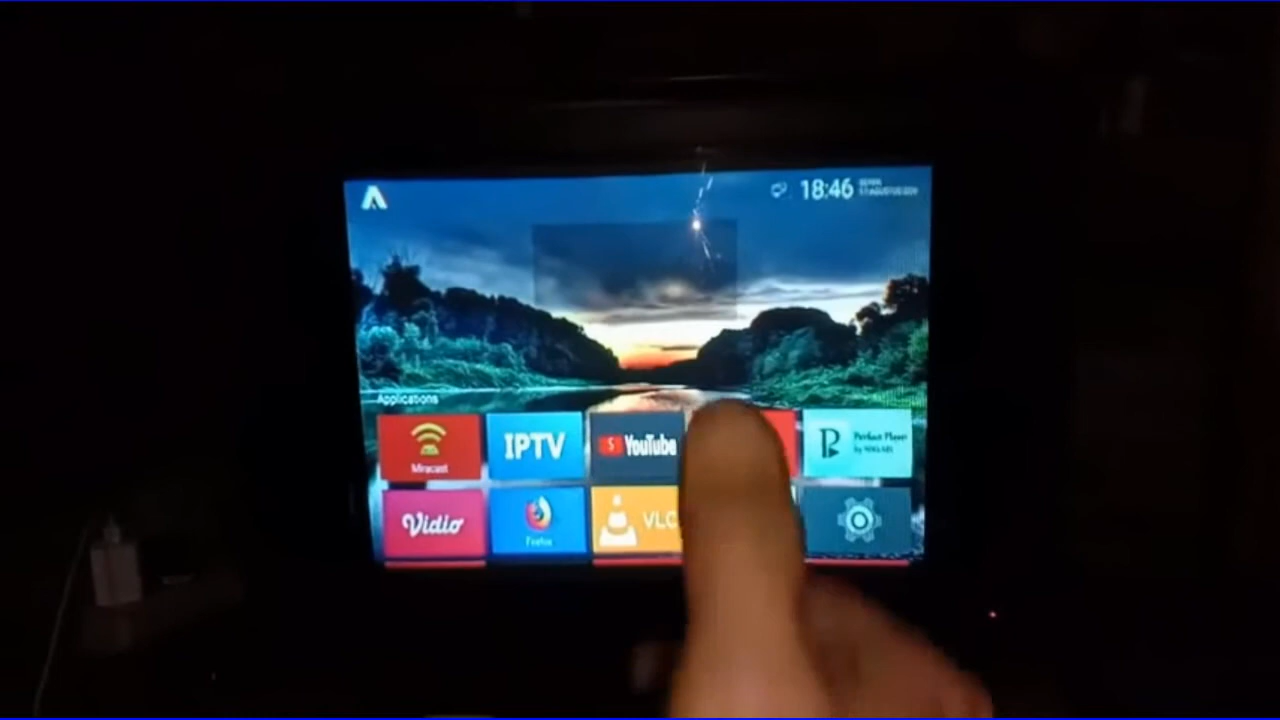 18:46
Applications
Miracast
IPTV
YouTube
Perfect Player
Vidio
Firefox
VLC